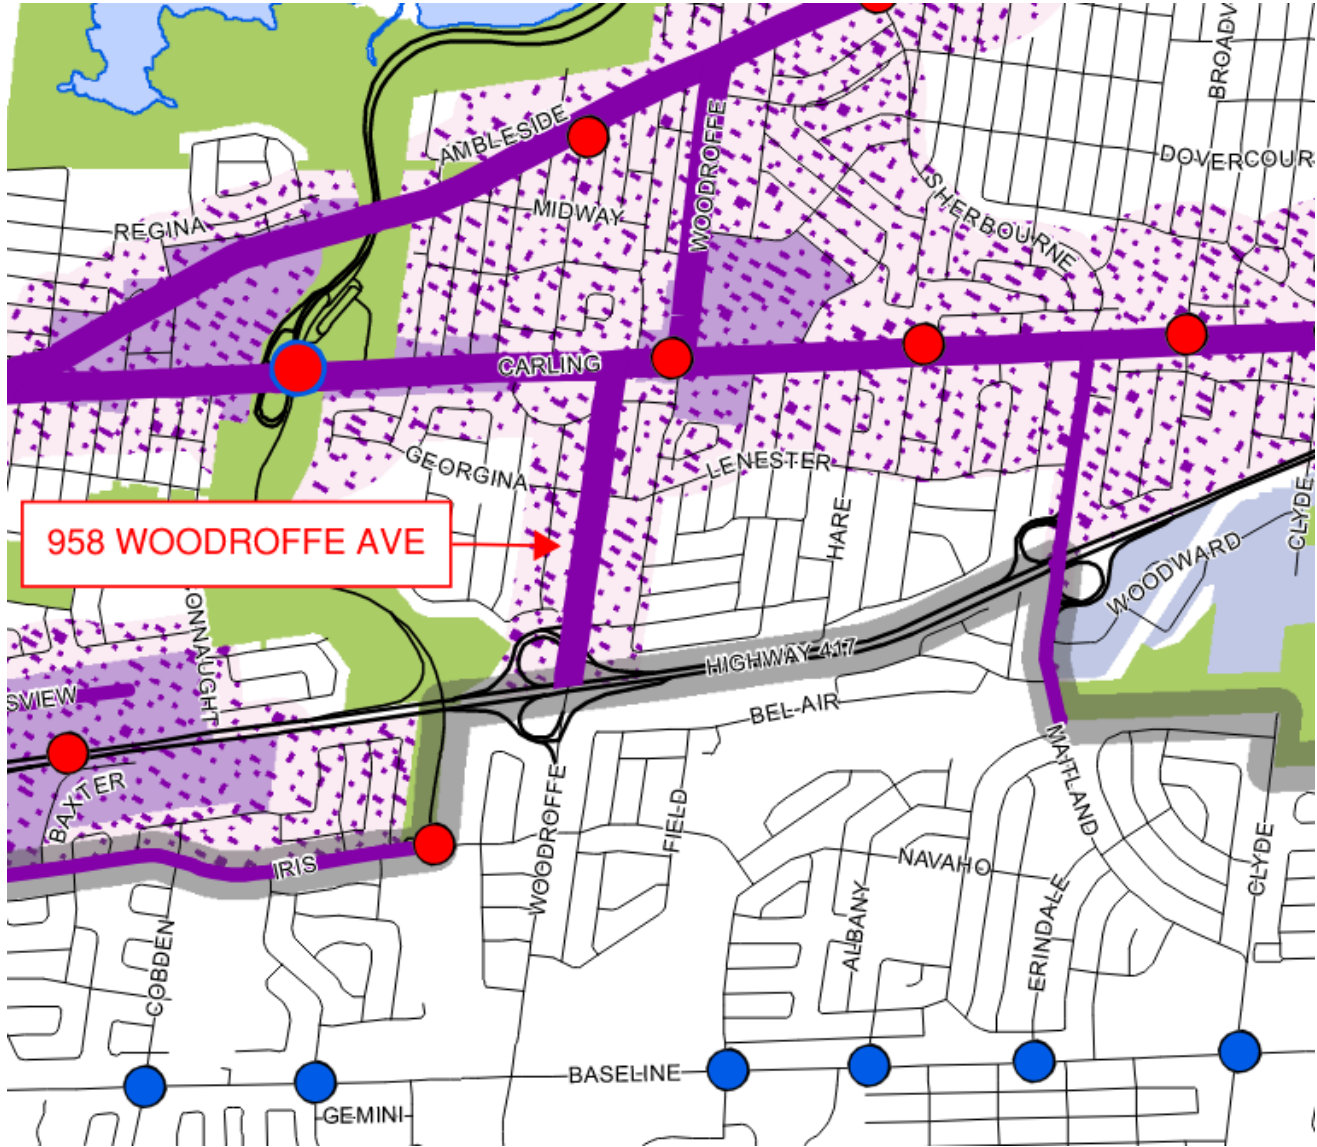 BROADV
AMBLESIDE
WOODROFFE
DOVERCOUR
SHERBOURNE
MIDWAY
REGINA
CARLING
GEORGINA
LENESTER
HARE
CLYDE
958 WOODROFFE AVE
WOODWARD
ONNAUGHT
HIGHWAY 417
SVIEW
BEL-AIR
MAITLAND
BAXTER
WOODROFFE
FIELD
IRIS
NAVAHO
CLYDE
ALBANY
ERINDALE
COBDEN
BASELINE
GEMINI